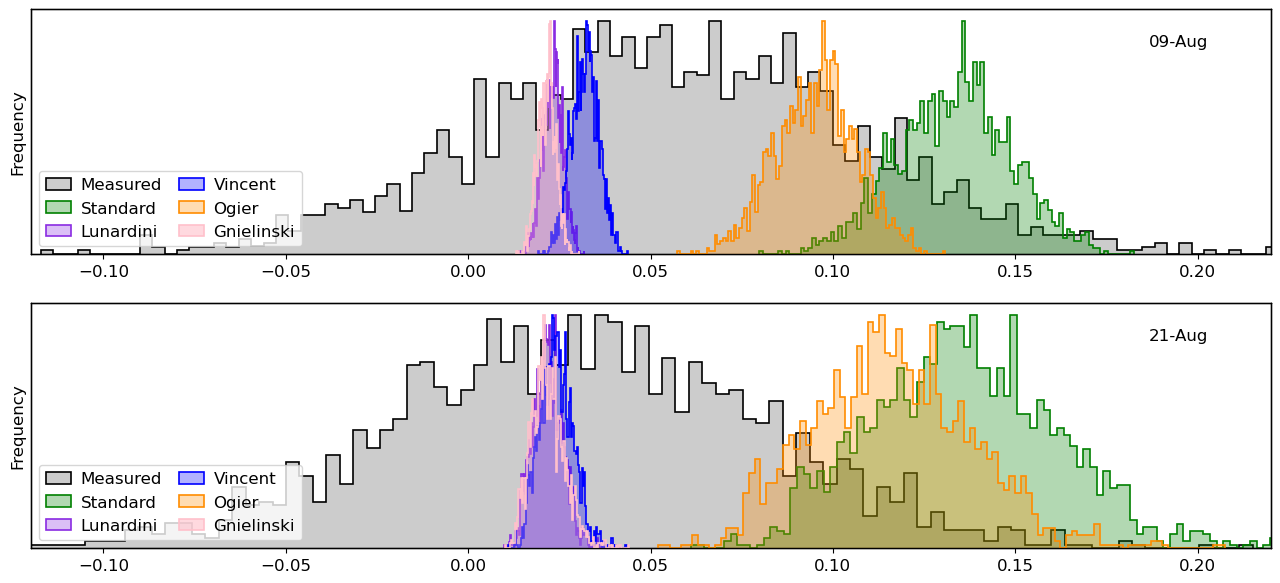 09-Aug
Frequency
Measured Vincent
Standard Ogier
Lunardini Gnielinski
−0.10 −0.05 0.00 0.05 0.10 0.15 0.20
21-Aug
Frequency
Measured Vincent
Standard Ogier
Lunardini Gnielinski
−0.10 −0.05 0.00 0.05 0.10 0.15 0.20